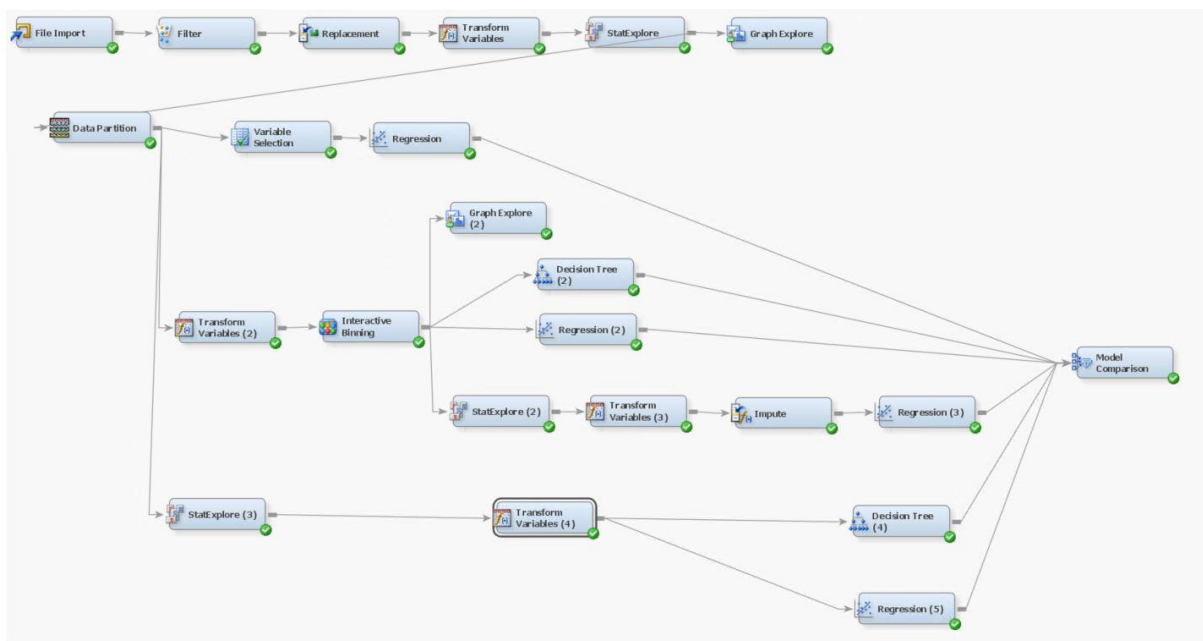 File Import
Filter
Replacement
Transform
Variables
StatExplore
Graph Explore
Data Partition
Variable
Selection
Regression
Graph Explore
(2)
Decision Tree
(2)
Transform
Variables (2)
Interactive
Binning
Regression (2)
Model
Comparison
StatExplore (2)
Transform
Variables (3)
Impute
Regression (3)
StatExplore (3)
Transform
Variables (4)
Decision Tree
(4)
Regression (5)